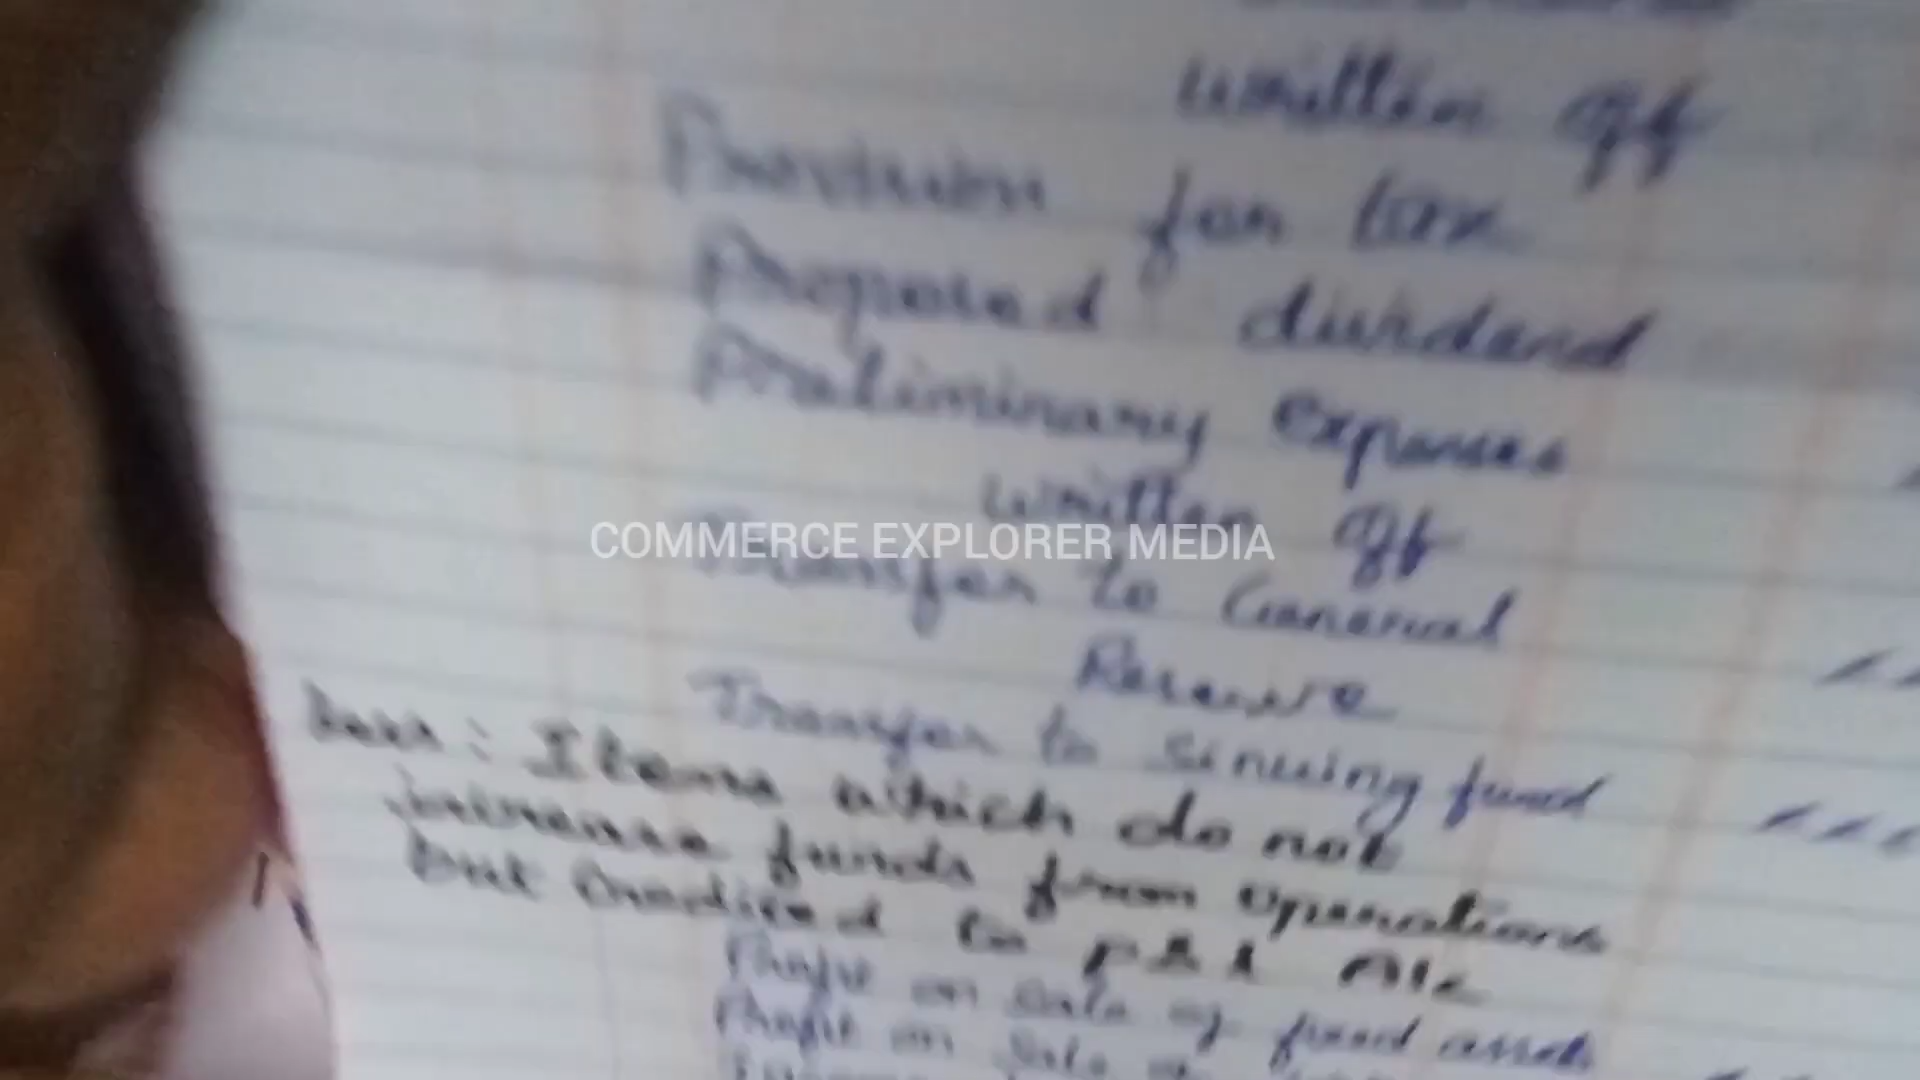 written off
Provision for tax
Proposed dividend
Preliminary expenses
written off
COMMERCE EXPLORER MEDIA
Transfer to General
Reserve
Transfer to Sinking fund
Less: Items which do not
increase funds from operations
but credited to P & L A/c
Profit on Sale of fixed assets
Profit on Sale